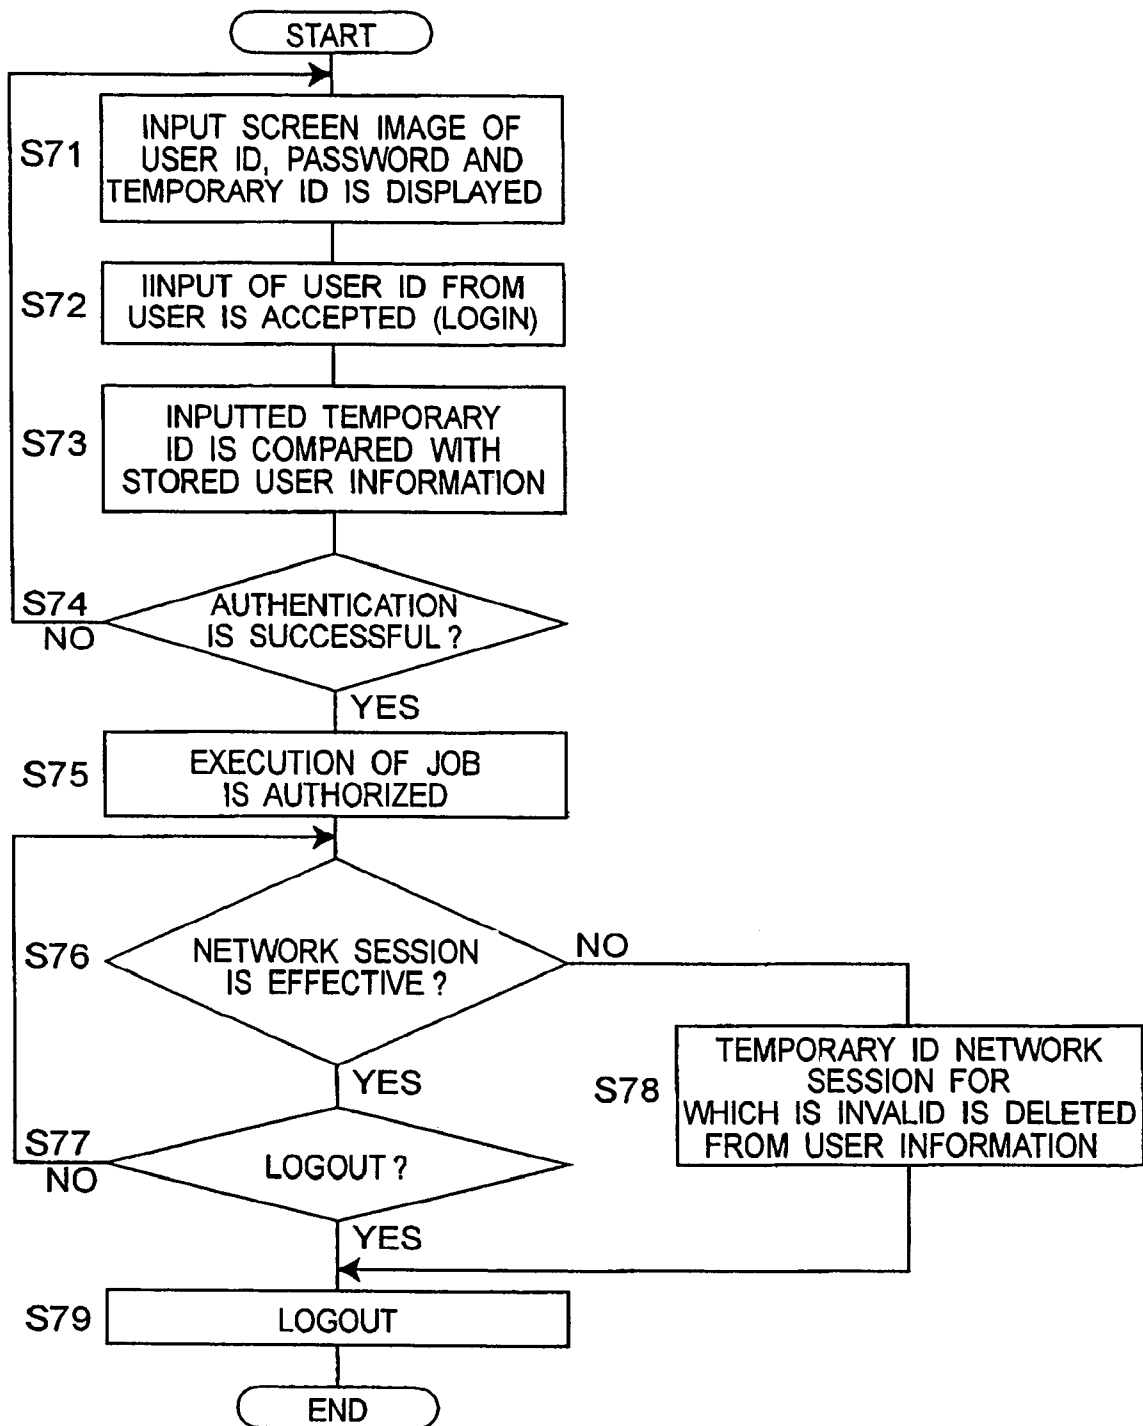 START
S71
INPUT SCREEN IMAGE OF
USER ID, PASSWORD AND
TEMPORARY ID IS DISPLAYED
S72
IINPUT OF USER ID FROM
USER IS ACCEPTED (LOGIN)
S73
INPUTTED TEMPORARY
ID IS COMPARED WITH
STORED USER INFORMATION
S74
NO
AUTHENTICATION
IS SUCCESSFUL?
YES
S75
EXECUTION OF JOB
IS AUTHORIZED
S76
NETWORK SESSION
IS EFFECTIVE?
NO
YES
S78
TEMPORARY ID NETWORK
SESSION FOR
WHICH IS INVALID IS DELETED
FROM USER INFORMATION
S77
NO
LOGOUT?
YES
S79
LOGOUT
END